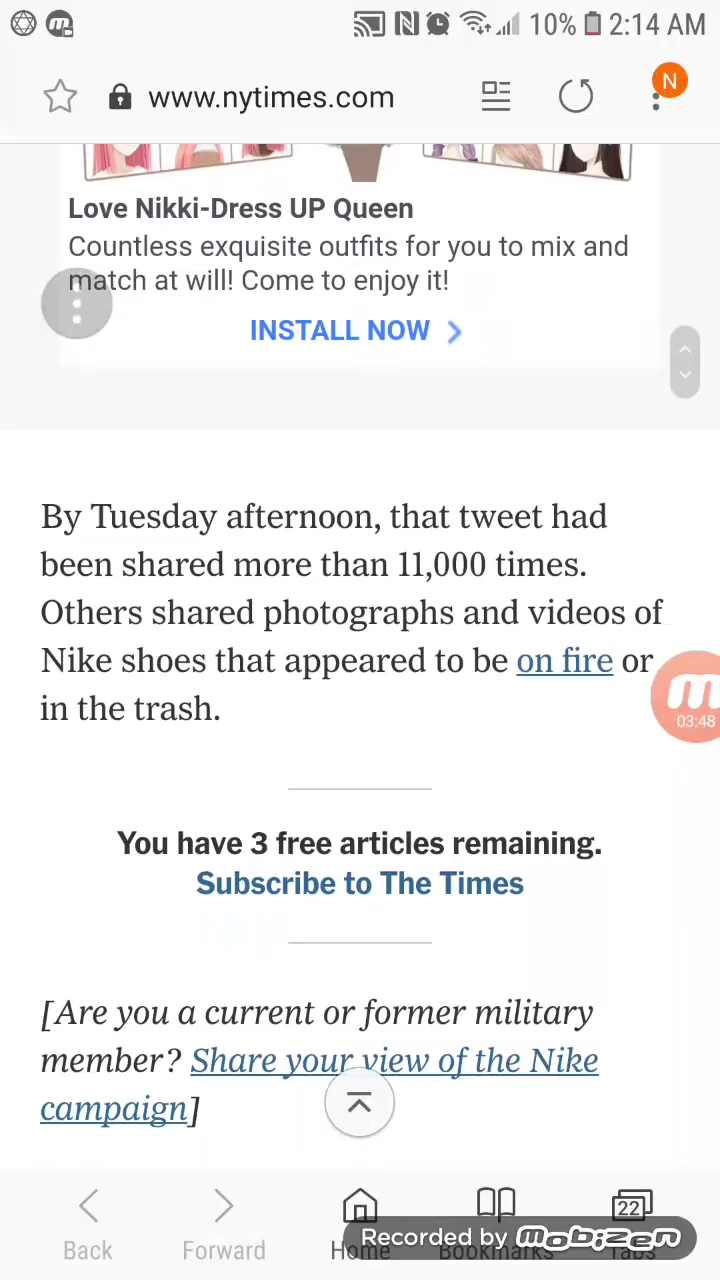 10% 2:14 AM
www.nytimes.com
N
Love Nikki-Dress UP Queen
Countless exquisite outfits for you to mix and
match at will! Come to enjoy it!
INSTALL NOW
By Tuesday afternoon, that tweet had
been shared more than 11,000 times.
Others shared photographs and videos of
Nike shoes that appeared to be on fire or
in the trash.
03:48
You have 3 free articles remaining.
Subscribe to The Times
[Are you a current or former military
member? Share your view of the Nike
campaign]
22
Back Forward Home Bookmarks Tabs
Recorded by mobizen